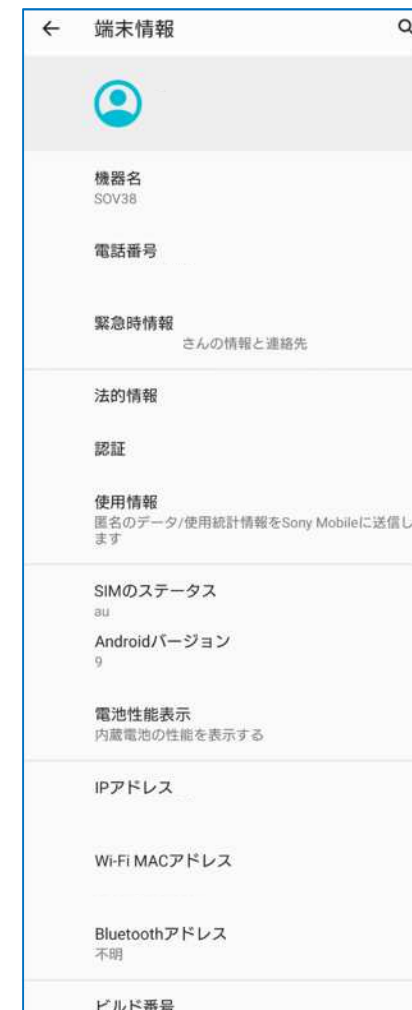 端末情報
機器名
SOV38
電話番号
緊急時情報
さんの情報と連絡先
法的情報
認証
使用情報
匿名のデータ/使用統計情報をSony Mobileに送信し
ます
SIMのステータス
au
Androidバージョン
9
電池性能表示
内蔵電池の性能を表示する
IPアドレス
Wi-Fi MACアドレス
Bluetoothアドレス
不明
ビルド番号